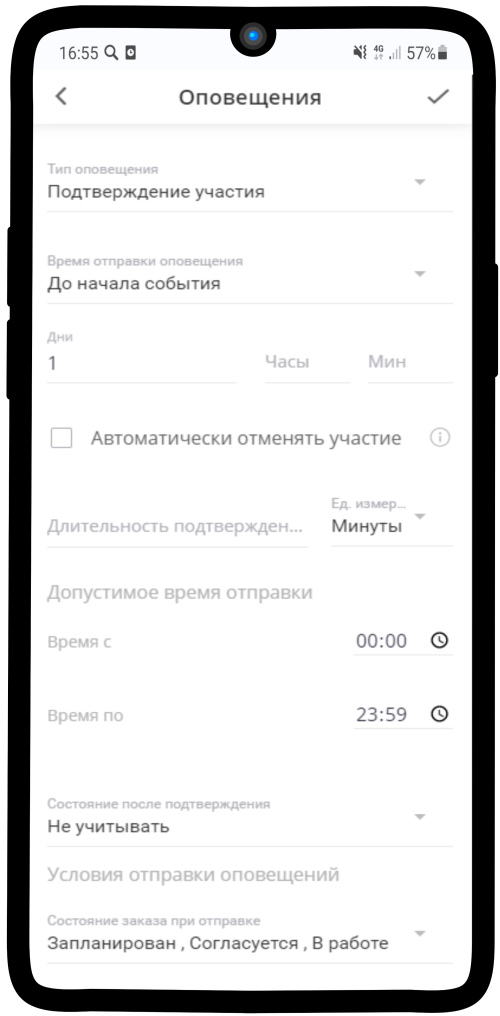 16:55 4G 57%
Оповещения
Тип оповещения
Подтверждение участия
Время отправки оповещения
До начала события
Дни
1 Часы Мин
Автоматически отменять участие
Ед. измер...
Длительность подтвержден... Минуты
Допустимое время отправки
Время с 00:00
Время по 23:59
Состояние после подтверждения
Не учитывать
Условия отправки оповещений
Состояние заказа при отправке
Запланирован , Согласуется , В работе